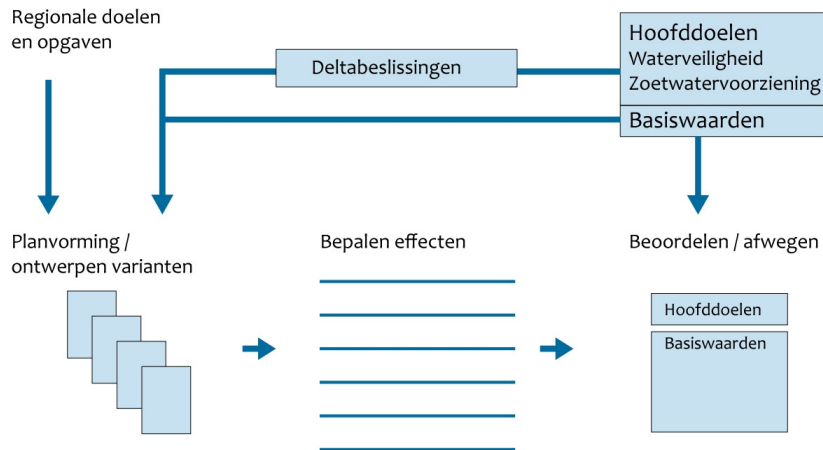 Regionale doelen
en opgaven
Deltabeslissingen
Hoofddoelen
Waterveiligheid
Zoetwatervoorziening
Basiswaarden
Planvorming /
ontwerpen varianten
Bepalen effecten
Beoordelen / afwegen
Hoofddoelen
Basiswaarden